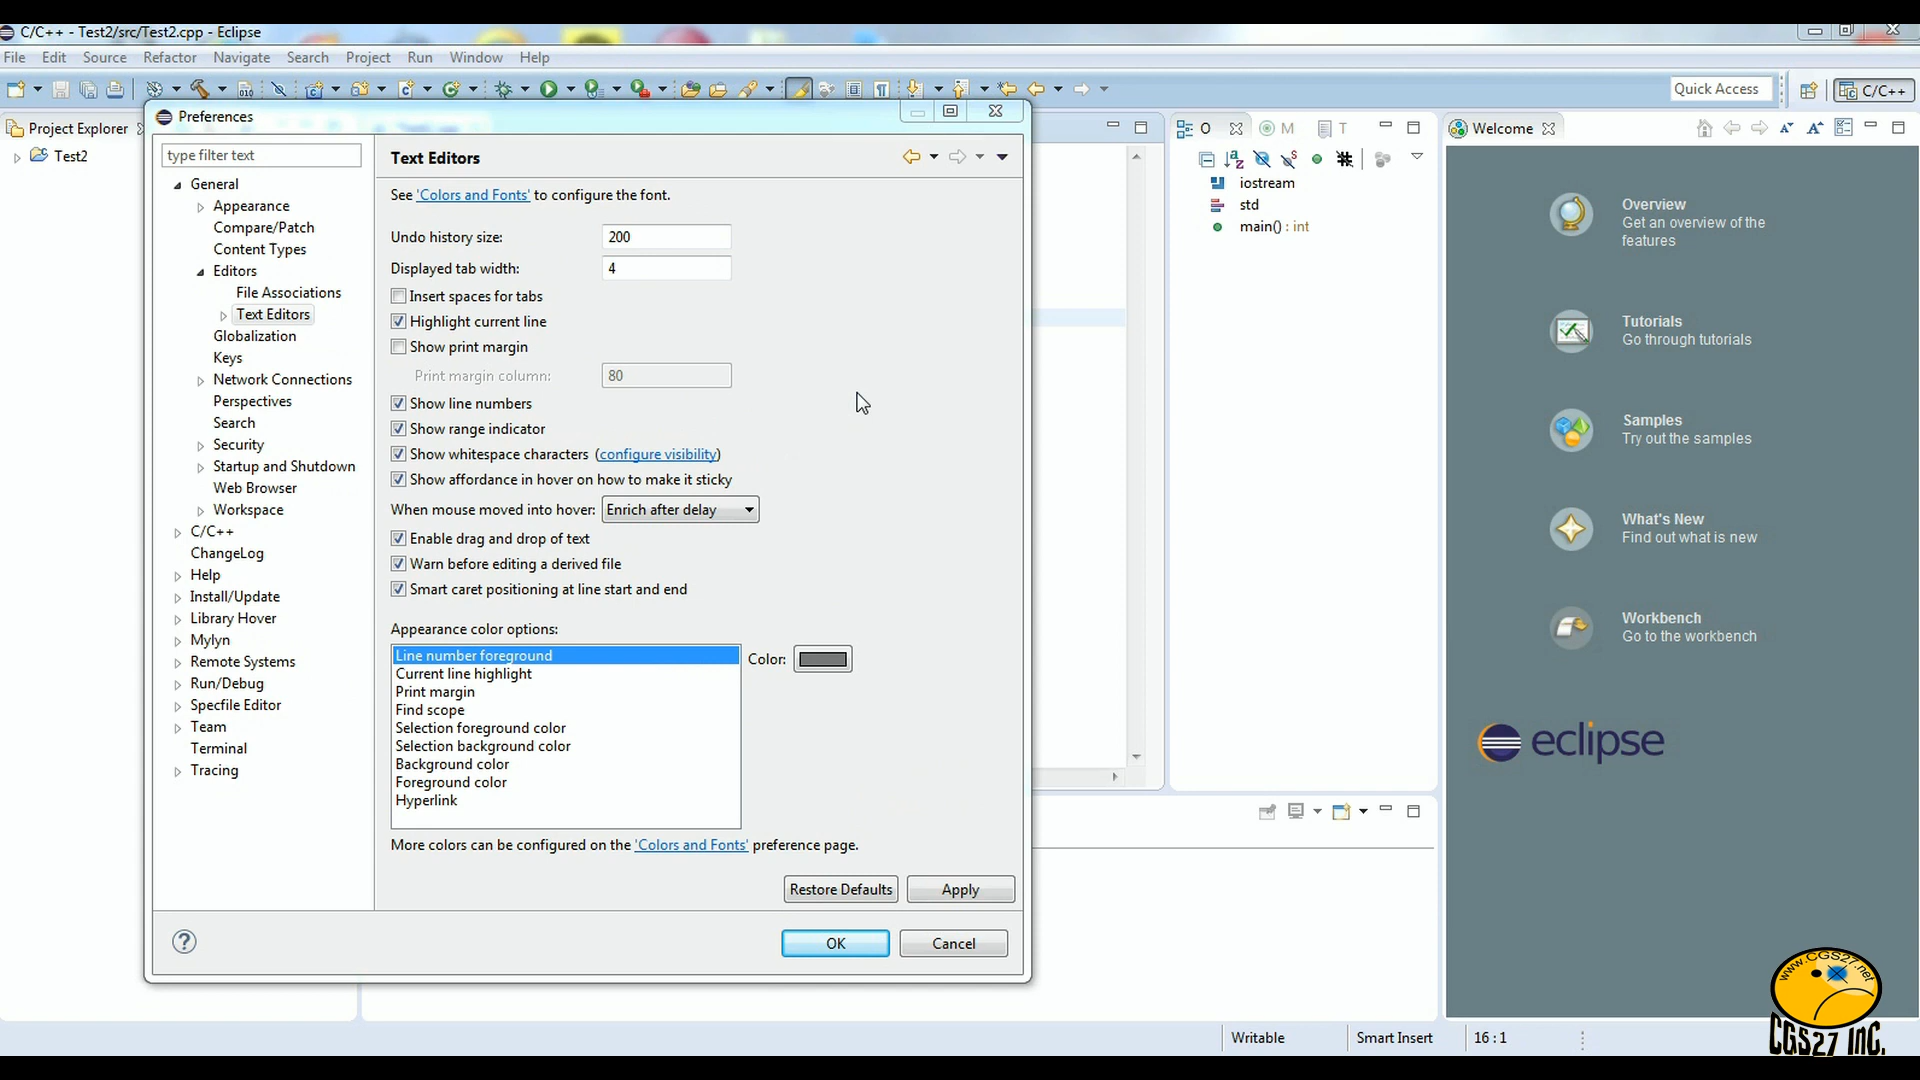 C/C++ - Test2/src/Test2.cpp - Eclipse
File Edit Source Refactor Navigate Search Project Run Window Help
Quick Access
C/C++
Project Explorer
Test2
Preferences
type filter text
General
Appearance
Compare/Patch
Content Types
Editors
File Associations
Text Editors
Globalization
Keys
Network Connections
Perspectives
Search
Security
Startup and Shutdown
Web Browser
Workspace
C/C++
ChangeLog
Help
Install/Update
Library Hover
Mylyn
Remote Systems
Run/Debug
Specfile Editor
Team
Terminal
Tracing
Text Editors
See 'Colors and Fonts' to configure the font.
Undo history size: 200
Displayed tab width: 4
Insert spaces for tabs
Highlight current line
Show print margin
Print margin column: 80
Show line numbers
Show range indicator
Show whitespace characters (configure visibility)
Show affordance in hover on how to make it sticky
When mouse moved into hover: Enrich after delay
Enable drag and drop of text
Warn before editing a derived file
Smart caret positioning at line start and end
Appearance color options:
Line number foreground
Current line highlight
Print margin
Find scope
Selection foreground color
Selection background color
Background color
Foreground color
Hyperlink
Color:
More colors can be configured on the 'Colors and Fonts' preference page.
Restore Defaults Apply
OK Cancel
O M T
iostream
std
main() : int
Welcome
Overview
Get an overview of the
features
Tutorials
Go through tutorials
Samples
Try out the samples
What's New
Find out what is new
Workbench
Go to the workbench
eclipse
Writable Smart Insert 16 : 1
www.CGS27.net
CGS27 INC.